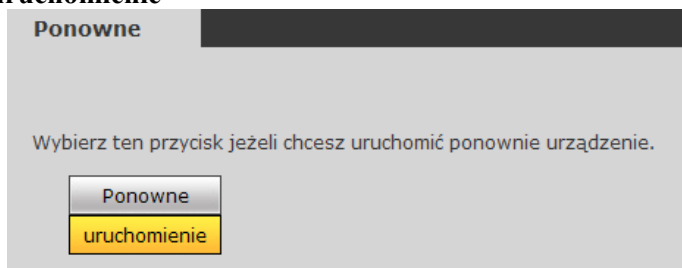 uruchomienie
Ponowne
Wybierz ten przycisk jeżeli chcesz uruchomić ponownie urządzenie.
Ponowne
uruchomienie